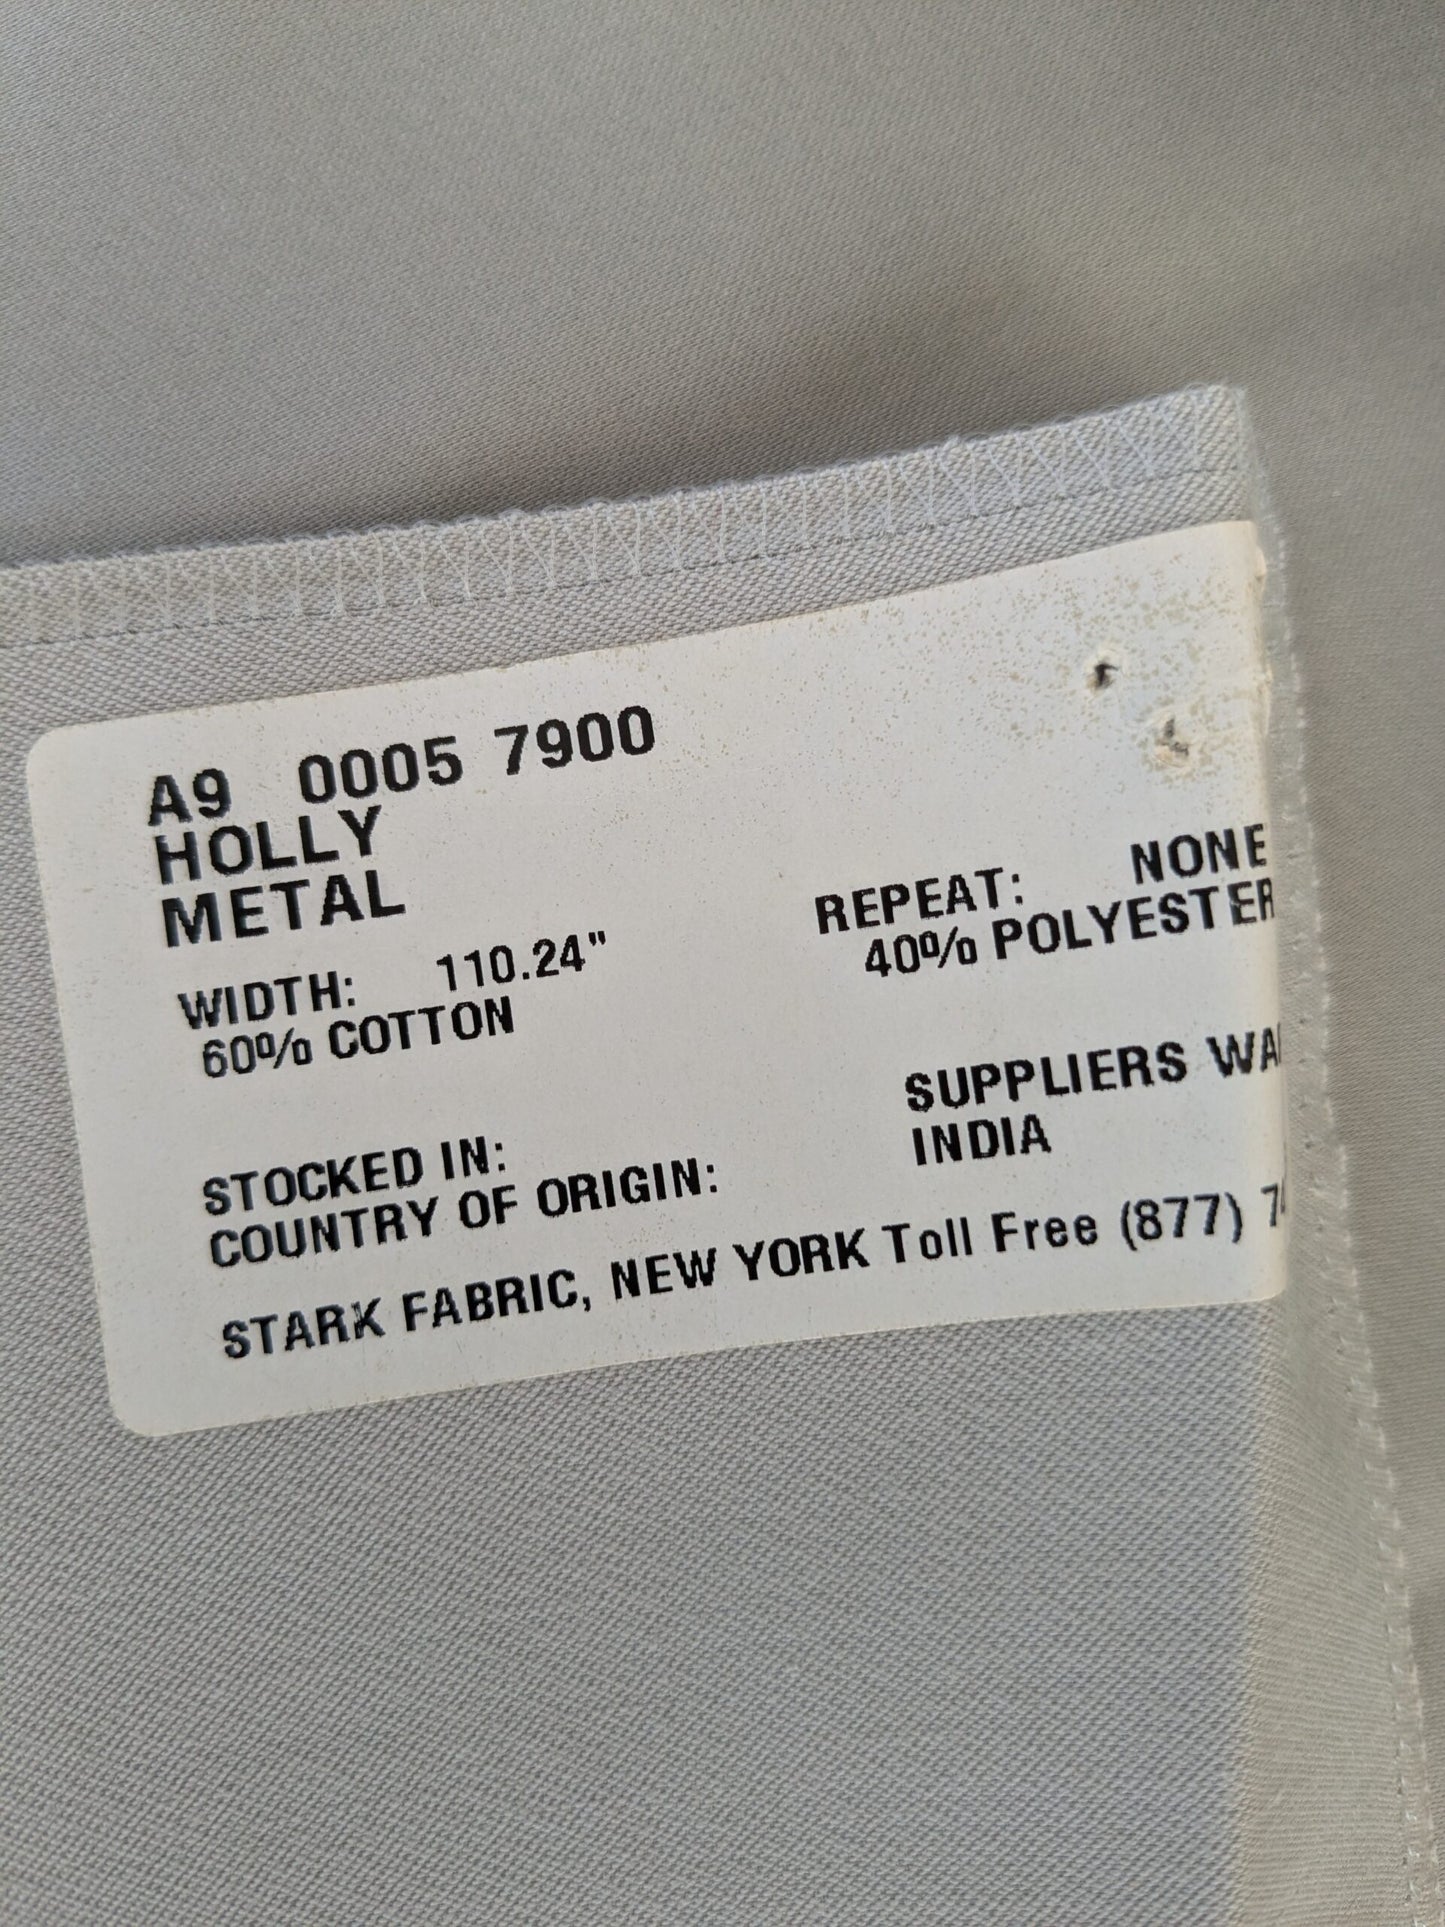 A9 0005 7900
HOLLY
METAL
WIDTH: 110.24" REPEAT: NONE
60% COTTON 40% POLYESTER
STOCKED IN: SUPPLIERS
COUNTRY OF ORIGIN: INDIA
STARK FABRIC, NEW YORK Toll Free (877)